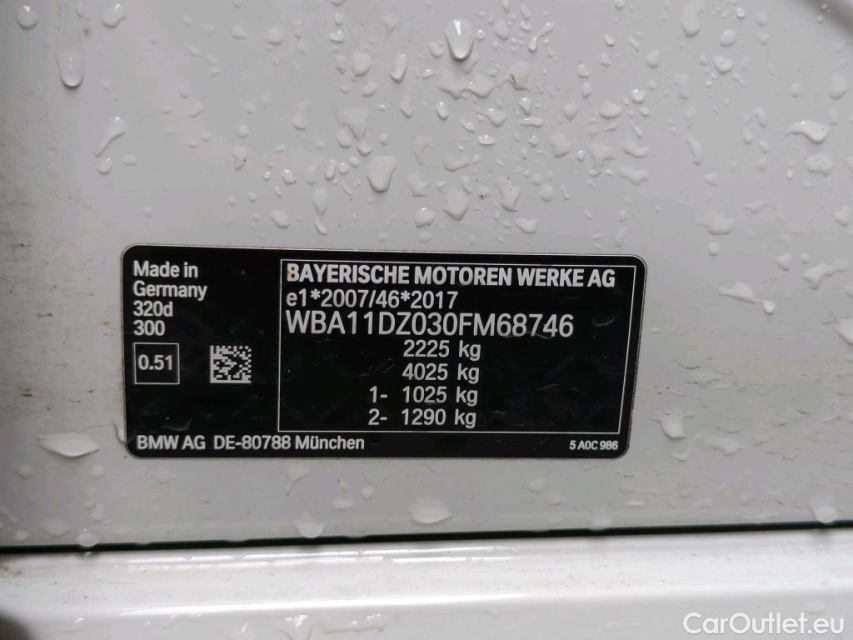 Made in
Germany
320d
300
0.51
BAYERISCHE MOTOREN WERKE AG
e1*2007/46*2017
WBA11DZ030FM68746
2225 kg
4025 kg
1- 1025 kg
2- 1290 kg
BMW AG DE-80788 München
5 A0C 986
CarOutlet.eu